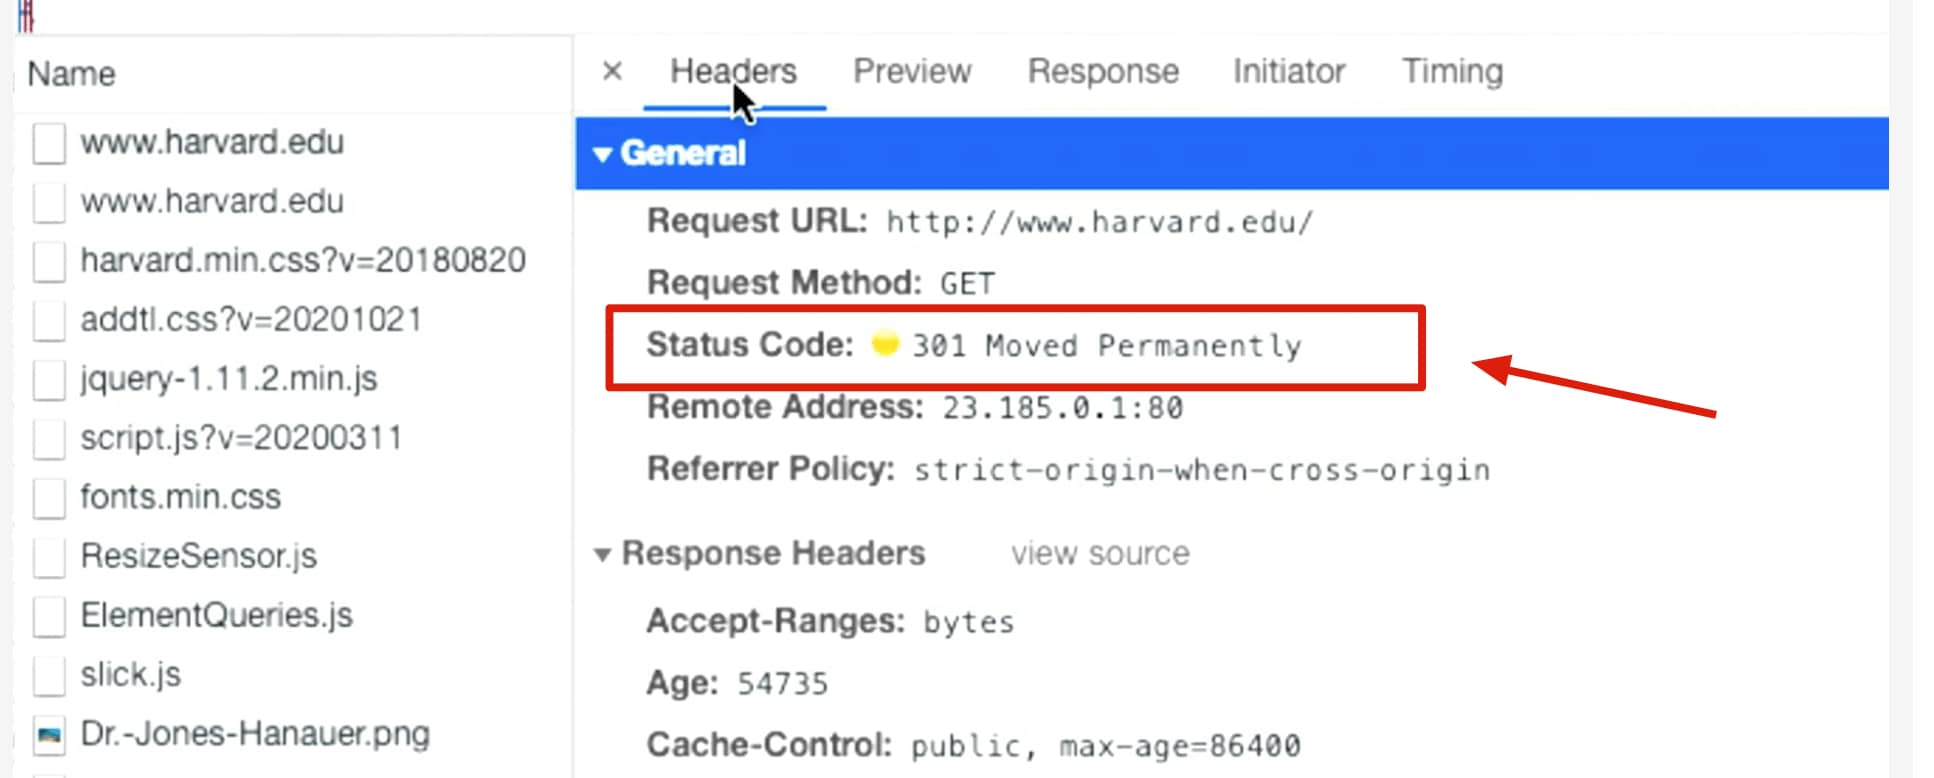 Name
www.harvard.edu
www.harvard.edu
harvard.min.css?v=20180820
addtl.css?v=20201021
jquery-1.11.2.min.js
script.js?v=20200311
fonts.min.css
ResizeSensor.js
ElementQueries.js
slick.js
Dr.-Jones-Hanauer.png
× Headers Preview Response Initiator Timing
▼ General
Request URL: http://www.harvard.edu/
Request Method: GET
Status Code: 301 Moved Permanently
Remote Address: 23.185.0.1:80
Referrer Policy: strict-origin-when-cross-origin
▼ Response Headers view source
Accept-Ranges: bytes
Age: 54735
Cache-Control: public, max-age=86400